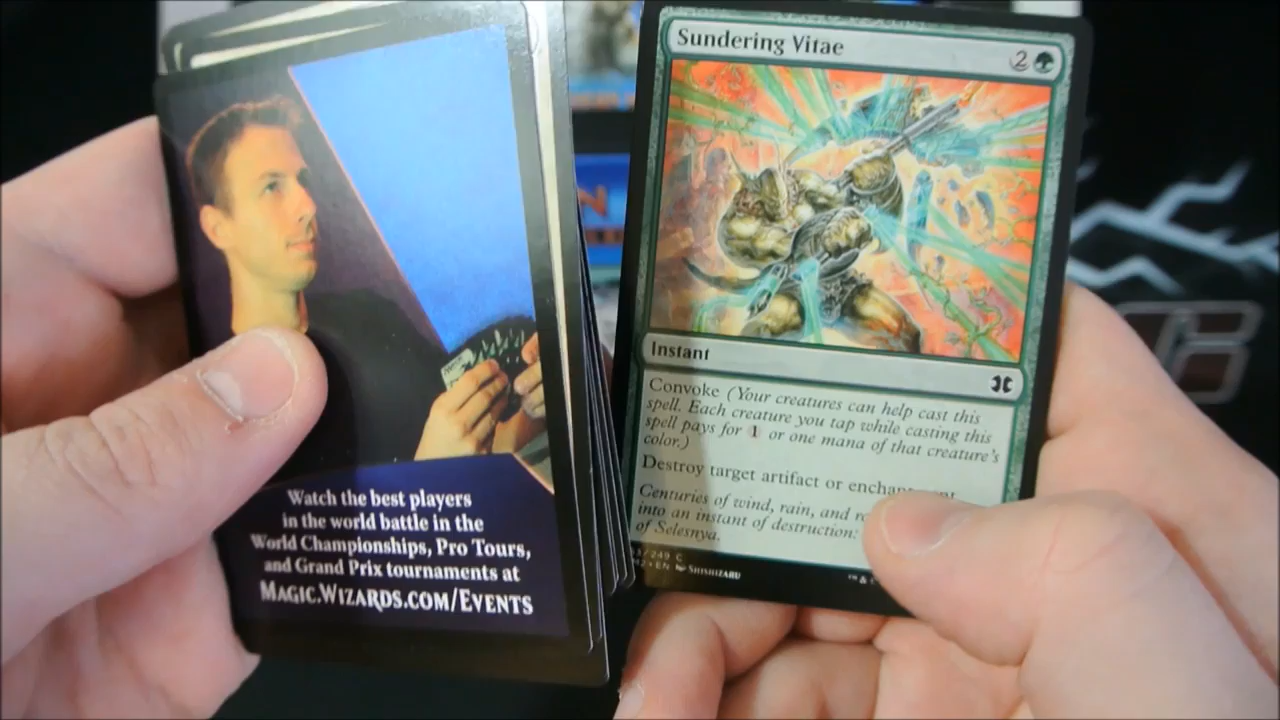 Watch the best players
in the world battle in the
World Championships, Pro Tours,
and Grand Prix tournaments at
MAGIC.WIZARDS.COM/EVENTS
Sundering Vitae
2
Instant
Convoke (Your creatures can help cast this
spell. Each creature you tap while casting this
spell pays for 1 or one mana of that creature's
color.)
Destroy target artifact or
Centuries of wind, rain, and
into an instant of destruction:
of Selesnya.
/249 C
EN SHISHIZARU
™ &